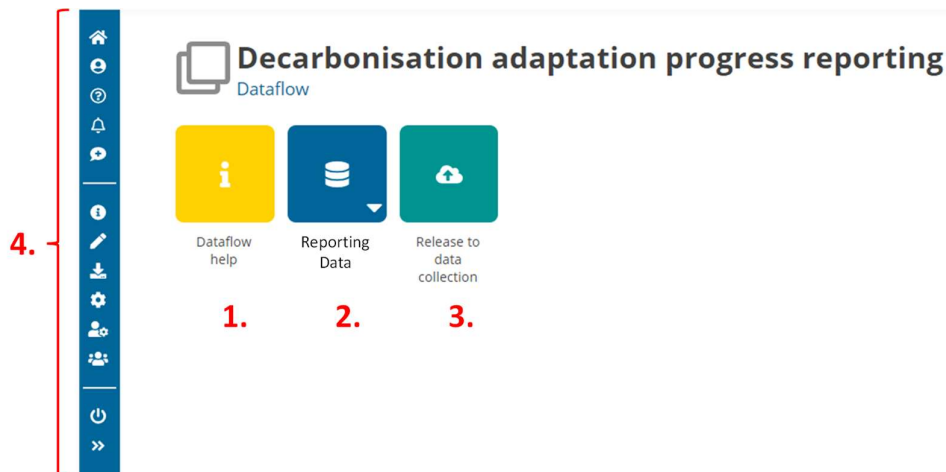 Decarbonisation adaptation progress reporting
Dataflow
Dataflow
help
Reporting
Data
Release to
data
collection
4.
1.
2.
3.